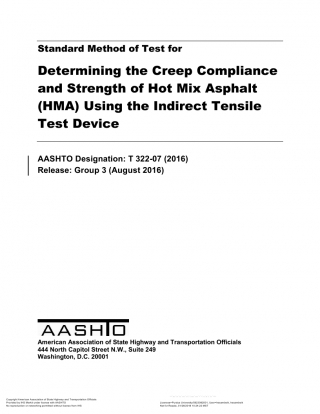 Standard Method of Test for
Determining the Creep Compliance
and Strength of Hot Mix Asphalt
(HMA) Using the Indirect Tensile
Test Device
AASHTO Designation: T 322-07 (2016)
Release: Group 3 (August 2016)
AASHTO
American Association of State Highway and Transportation Officials
444 North Capitol Street N.W., Suite 249
Washington, D.C. 20001